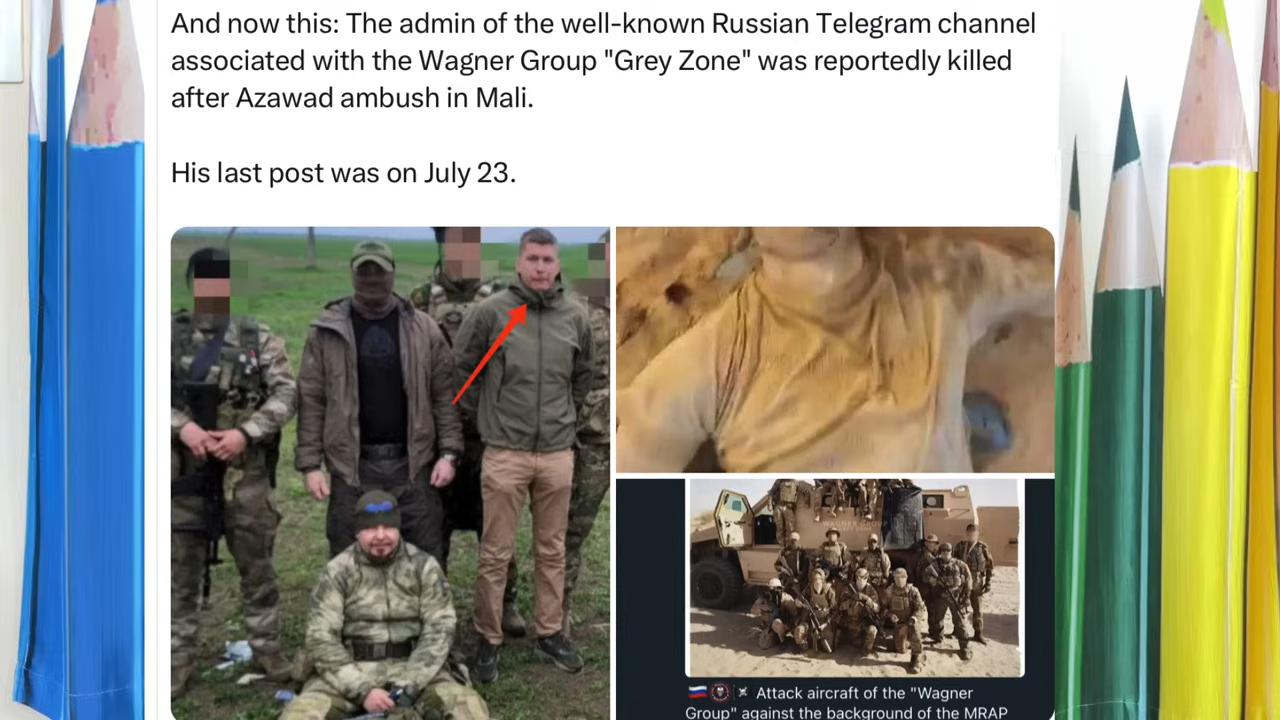 And now this: The admin of the well-known Russian Telegram channel
associated with the Wagner Group "Grey Zone" was reportedly killed
after Azawad ambush in Mali.
His last post was on July 23.
WAGNER GROUP
Attack aircraft of the "Wagner
Group" against the background of the MRAP